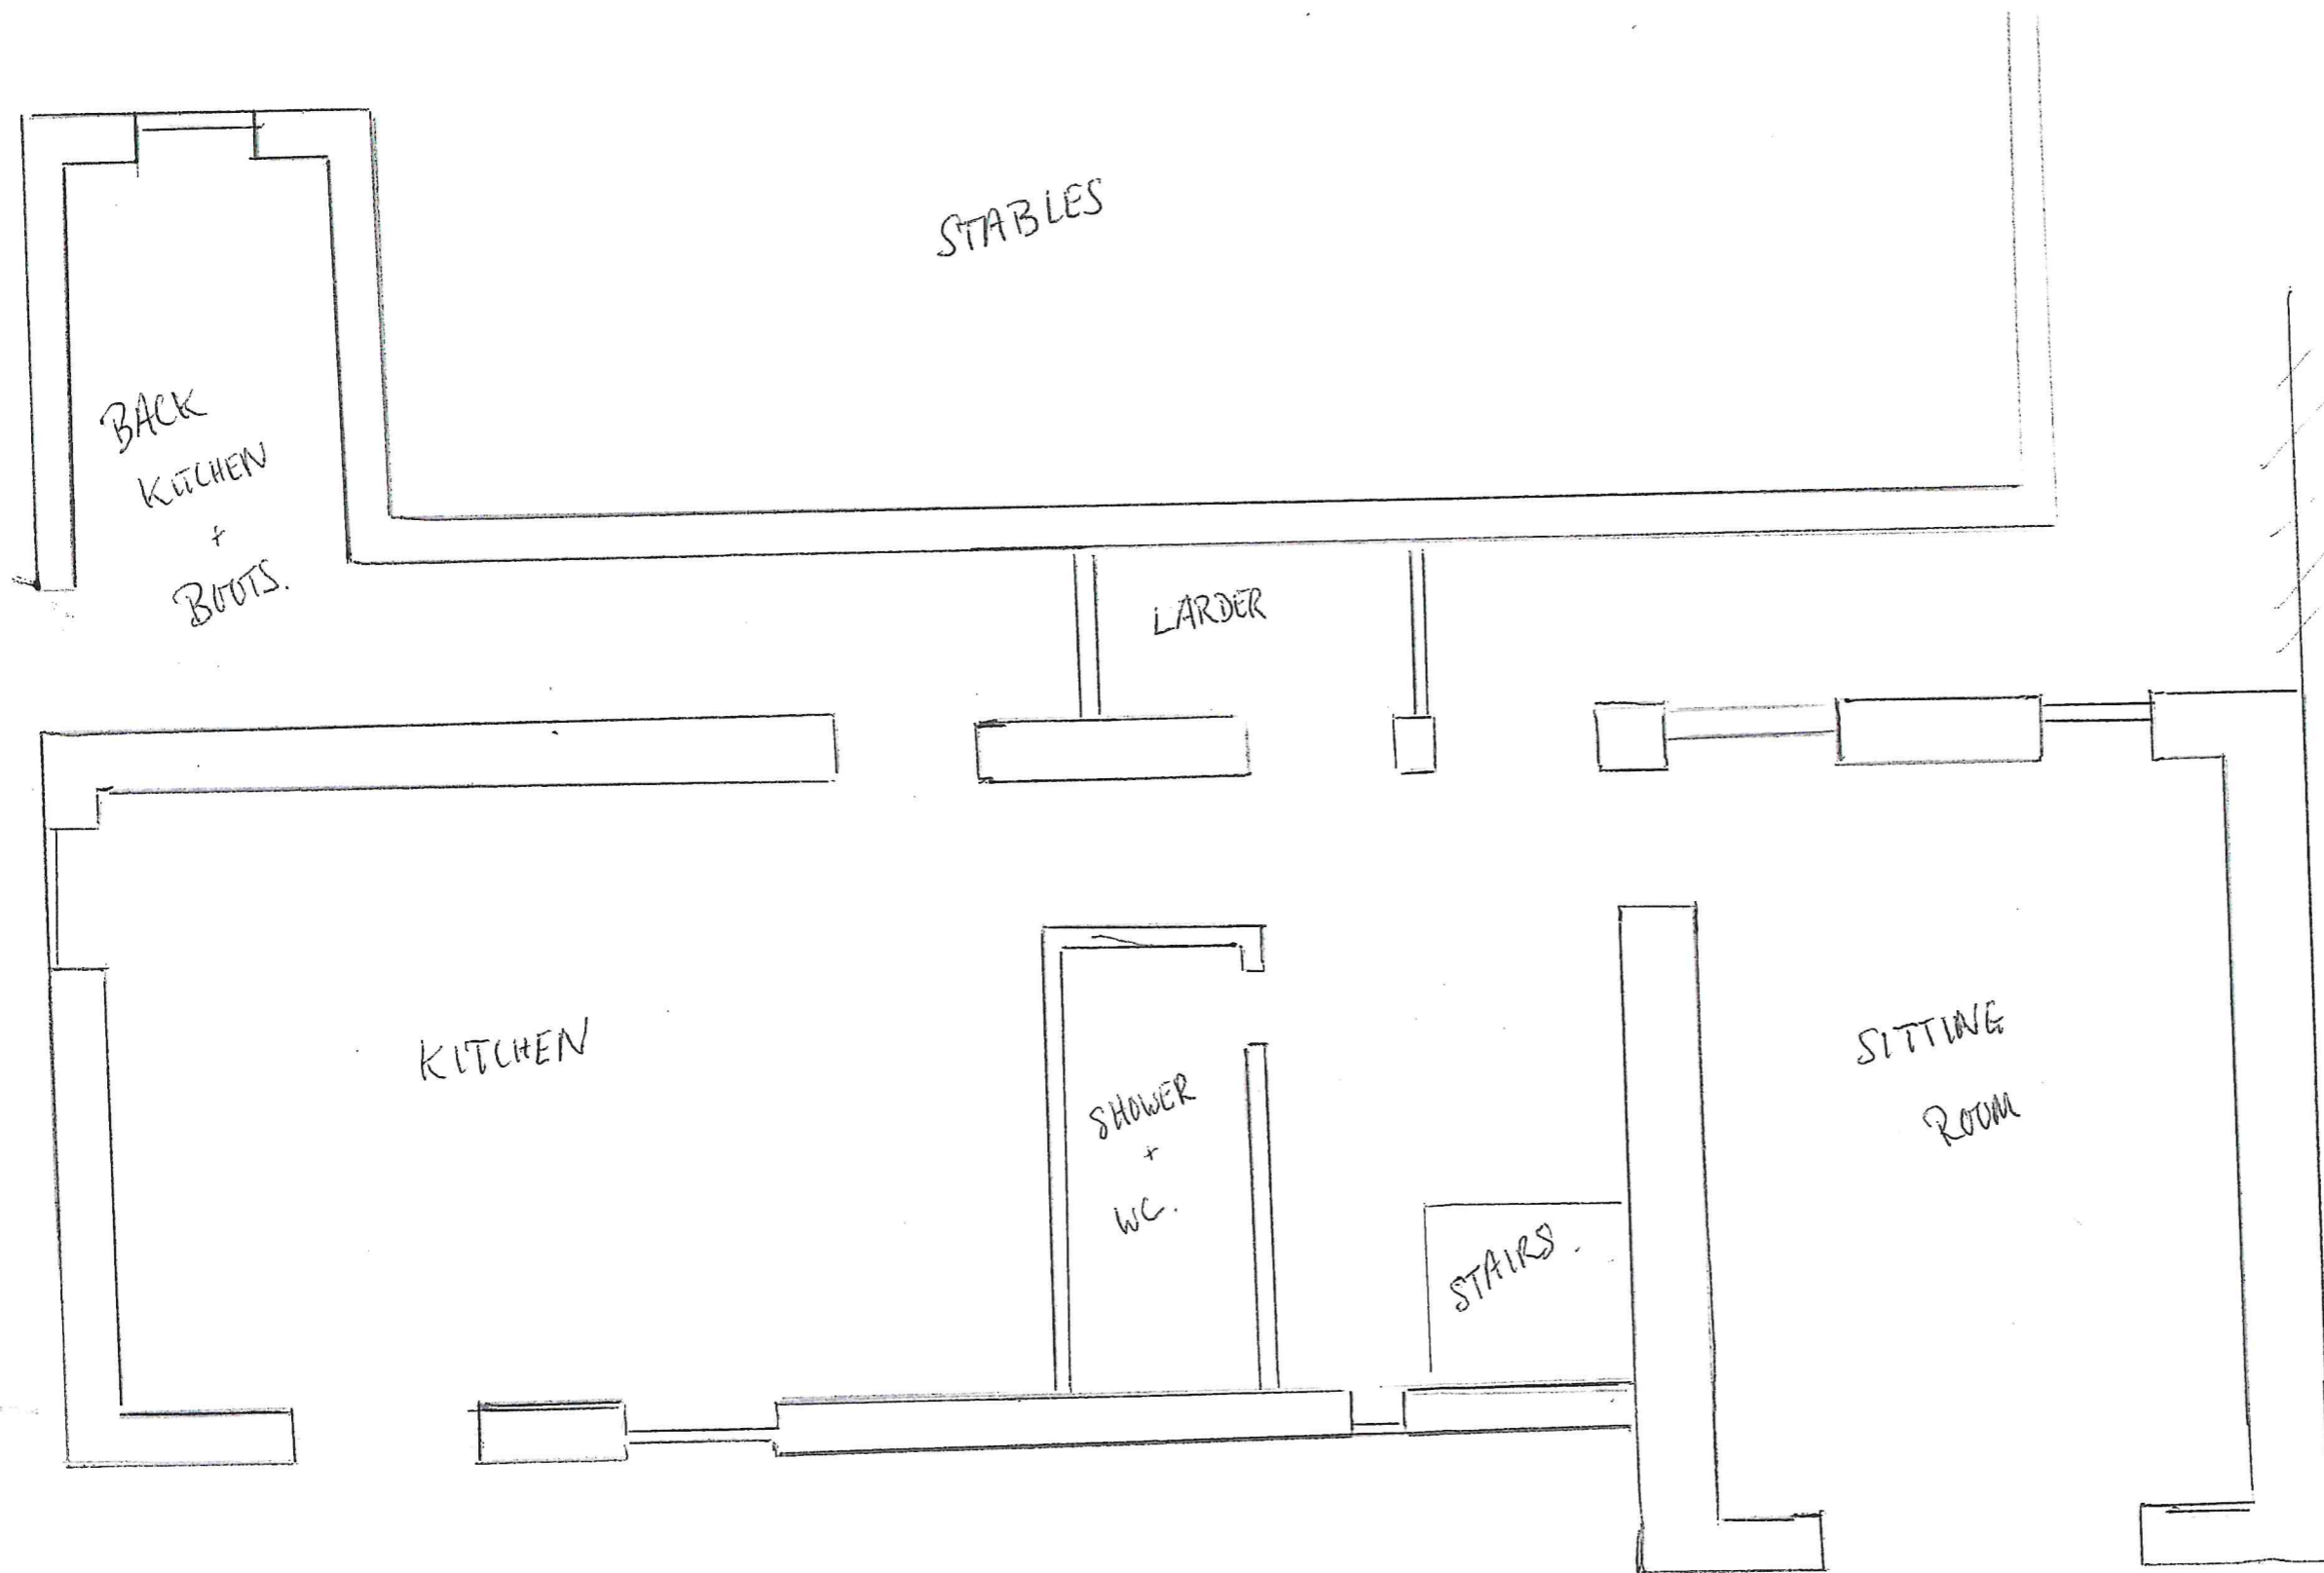 STABLES
BACK
KITCHEN
+
BOOTS.
LARDER
KITCHEN
SHOWER
+
WC.
STAIRS.
SITTING
ROOM